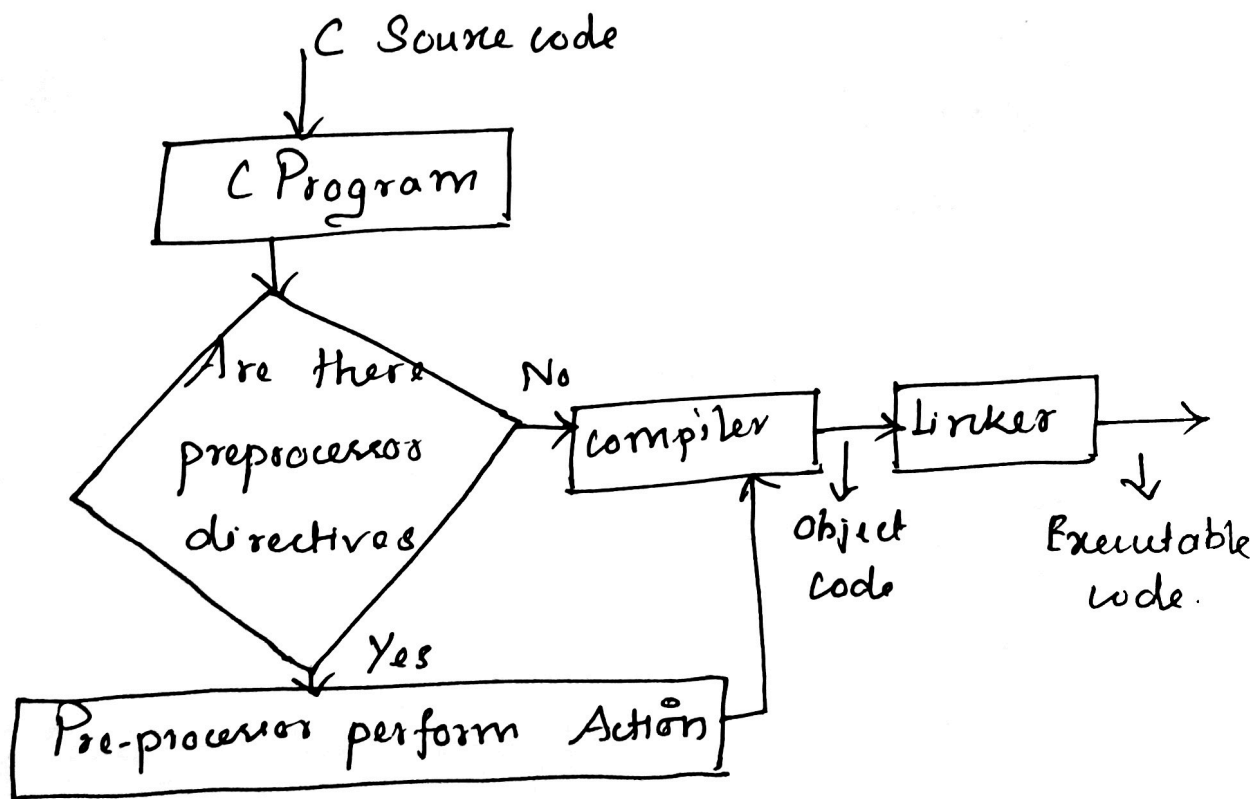 C Source code
C Program
Are there
preprocessor
directives
No
compiler
Linker
Object
code
Executable
code.
Yes
Pre-processor perform Action